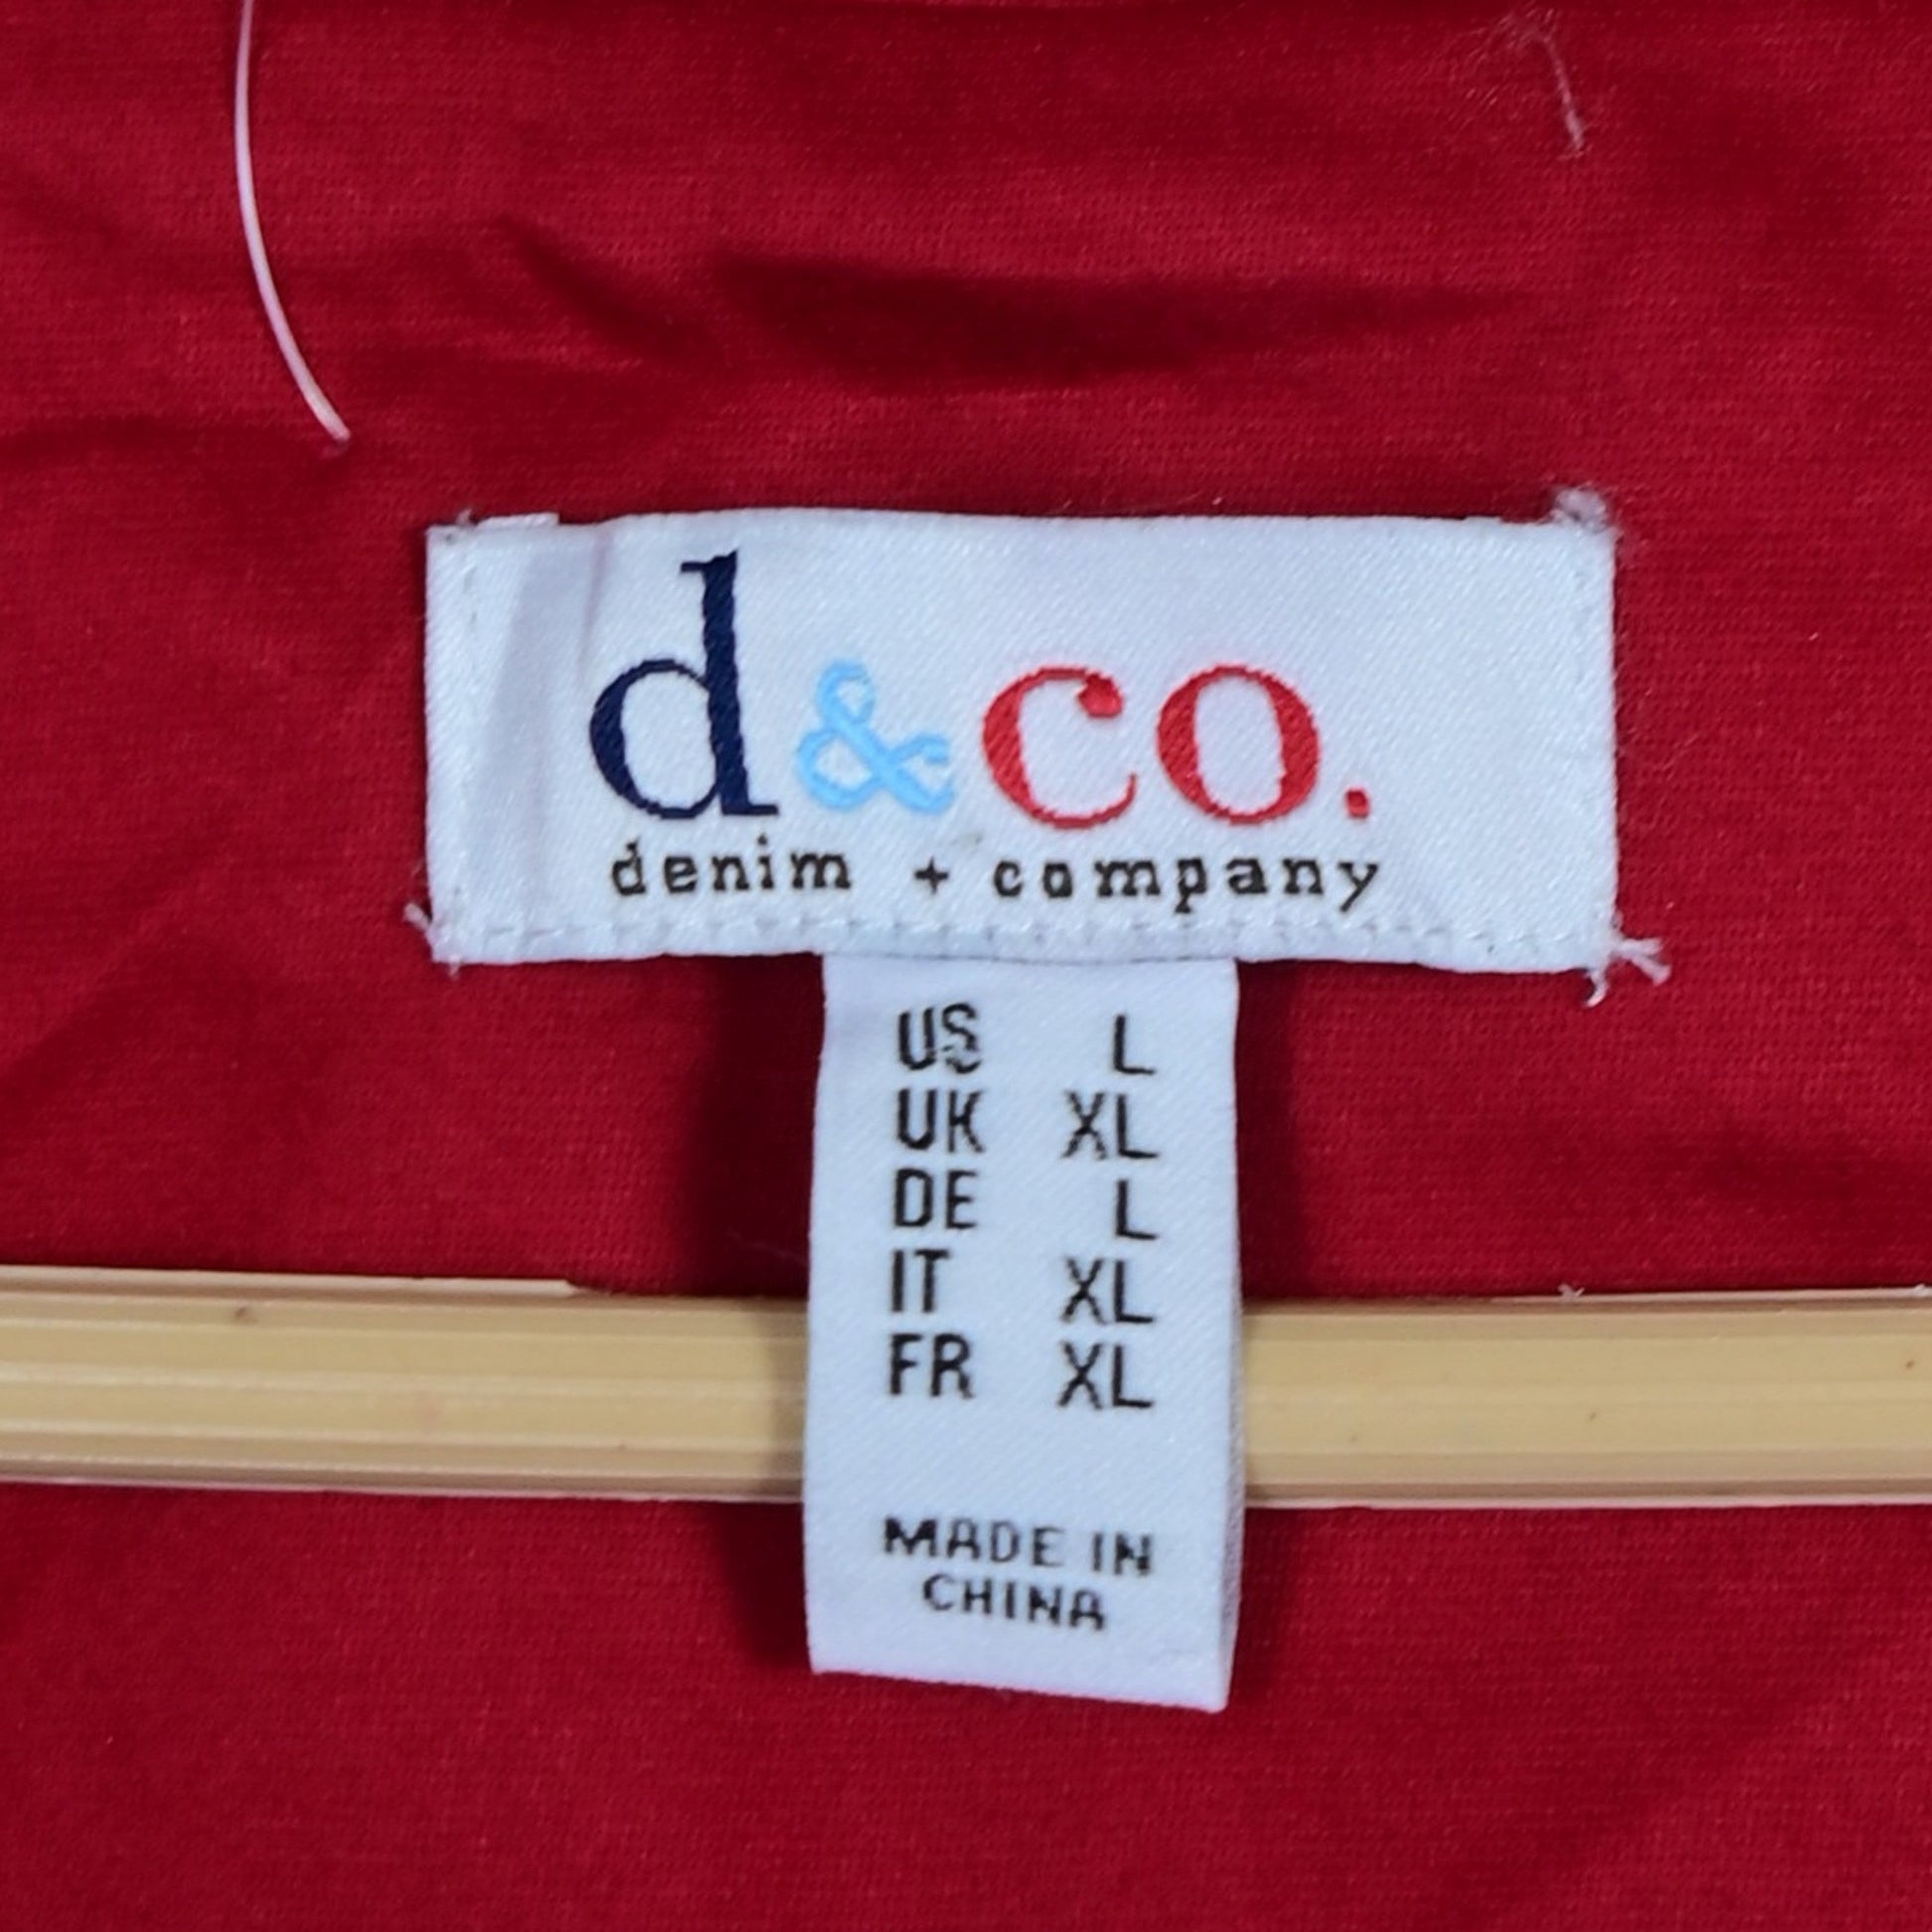 d&co.
denim + company
US L
UK XL
DE L
IT XL
FR XL
MADE IN
CHINA